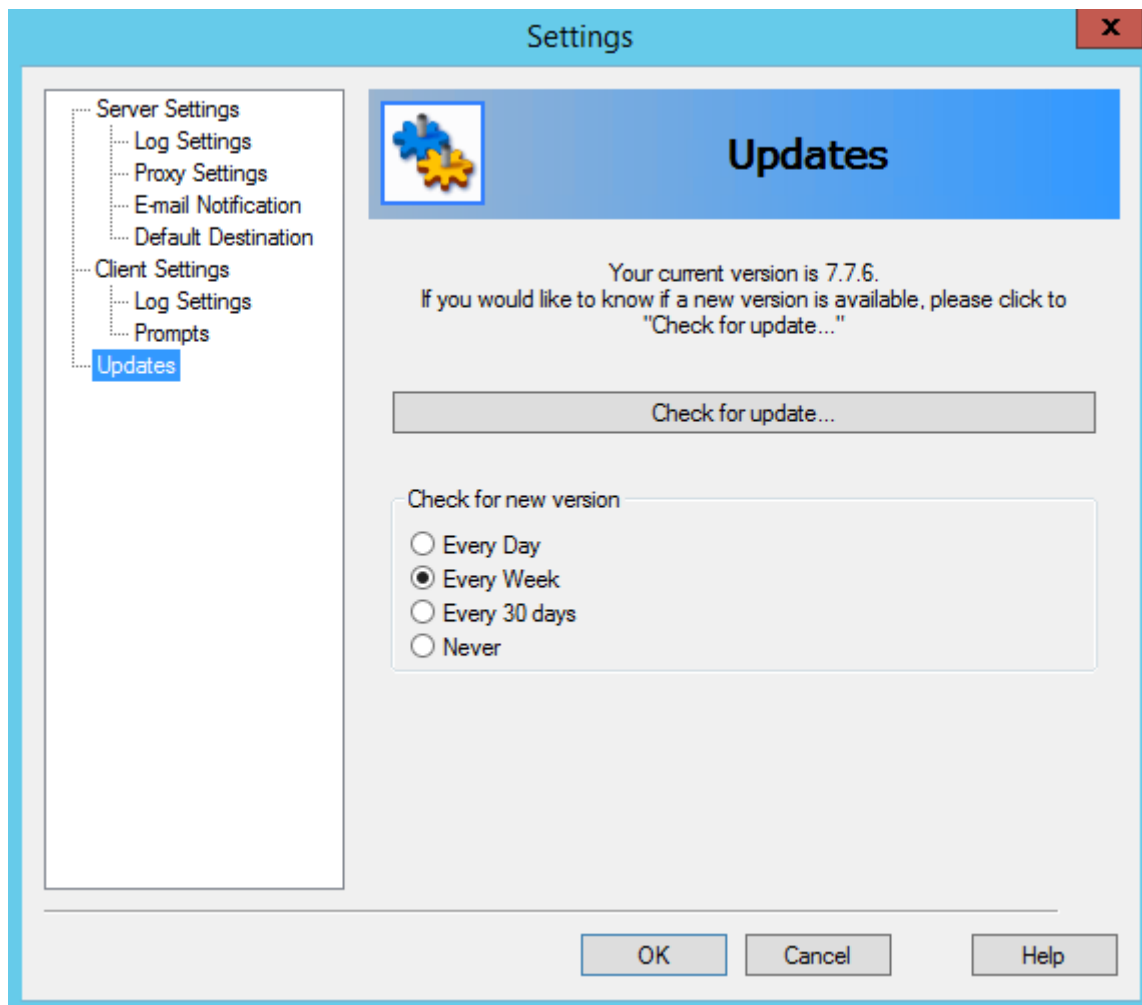 Settings
x
Server Settings
Log Settings
Proxy Settings
E-mail Notification
Default Destination
Client Settings
Log Settings
Prompts
Updates
Updates
Your current version is 7.7.6.
If you would like to know if a new version is available, please click to
"Check for update..."
Check for update...
Check for new version
Every Day
Every Week
Every 30 days
Never
OK
Cancel
Help